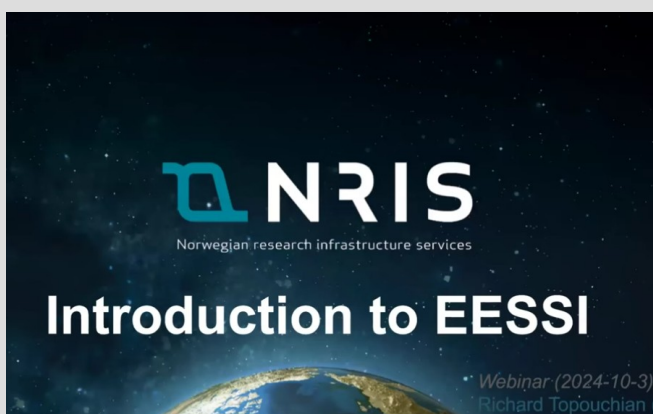 NRIS
Norwegian research infrastructure services
Introduction to EESSI
Webinar (2024-10-3)
Richard Topouchian